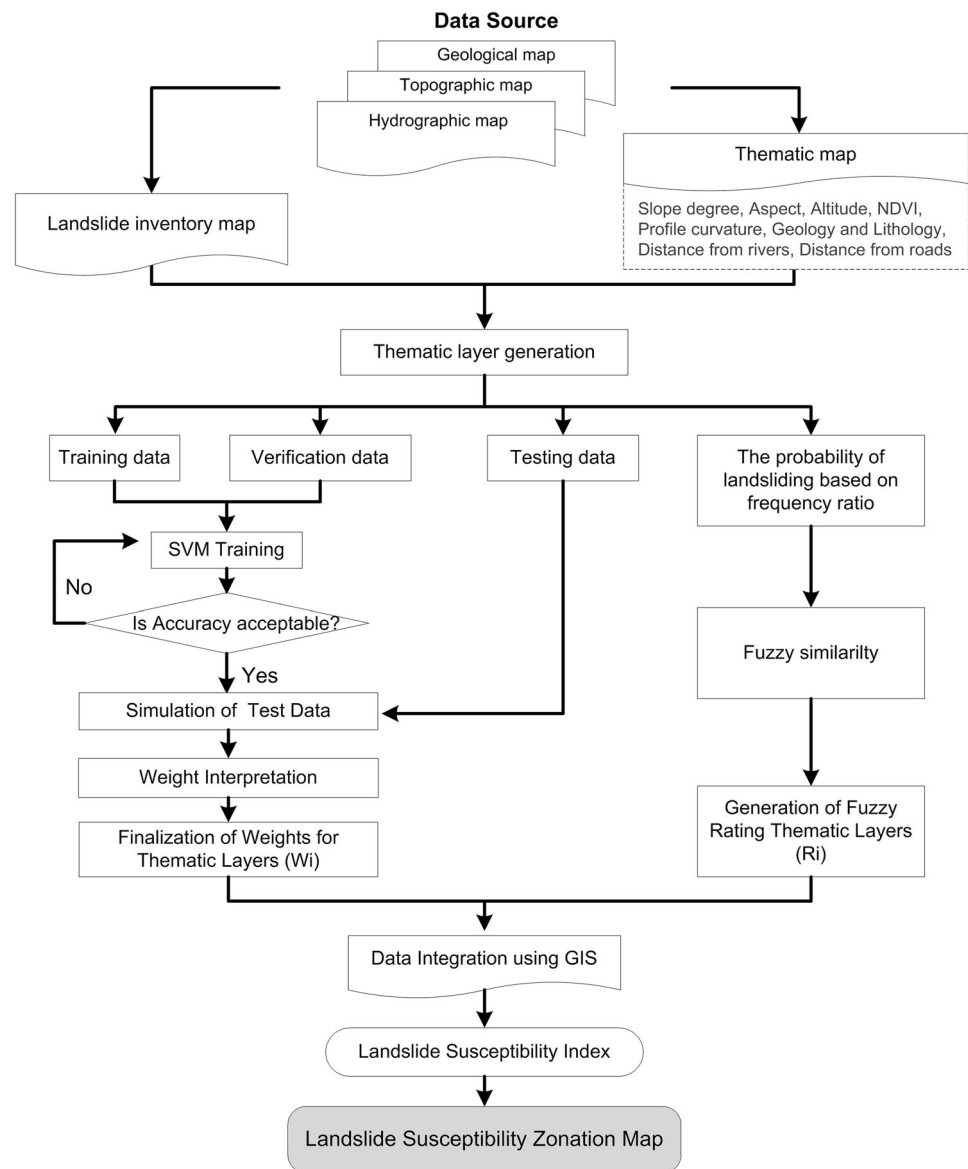 Data Source
Geological map
Topographic map
Hydrographic map
Thematic map
Slope degree, Aspect, Altitude, NDVI,
Profile curvature, Geology and Lithology,
Distance from rivers, Distance from roads
Landslide inventory map
Thematic layer generation
Training data
Verification data
Testing data
The probability of
landsliding based on
frequency ratio
SVM Training
No
Is Accuracy acceptable?
Yes
Fuzzy similarilty
Simulation of Test Data
Weight Interpretation
Finalization of Weights for
Thematic Layers (Wi)
Generation of Fuzzy
Rating Thematic Layers
(Ri)
Data Integration using GIS
Landslide Susceptibility Index
Landslide Susceptibility Zonation Map